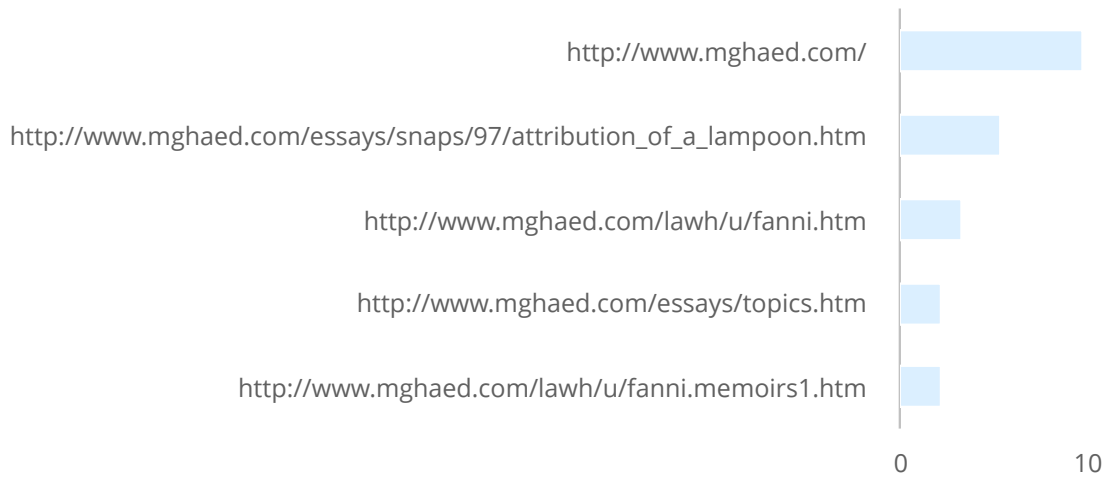 http://www.mghaed.com/
http://www.mghaed.com/essays/snaps/97/attribution_of_a_lampoon.htm
http://www.mghaed.com/lawh/u/fanni.htm
http://www.mghaed.com/essays/topics.htm
http://www.mghaed.com/lawh/u/fanni.memoirs1.htm
0 10